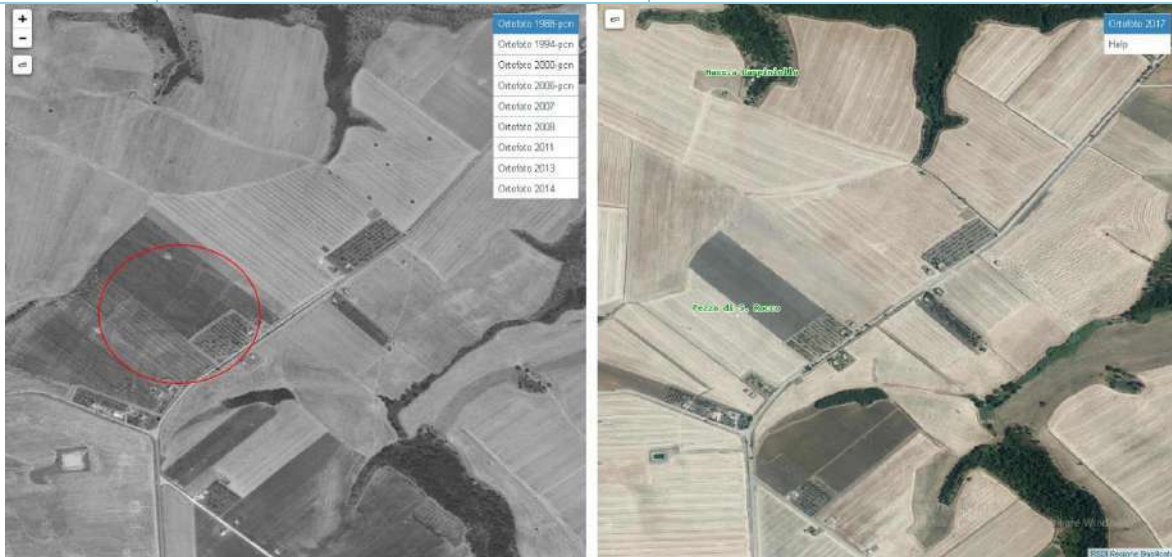 +
−
Ortofoto 1988-pcn
Ortofoto 1994-pcn
Ortofoto 2000-pcn
Ortofoto 2006-pcn
Ortofoto 2007
Ortofoto 2008
Ortofoto 2011
Ortofoto 2013
Ortofoto 2014
Ortofoto 2017
Help
Pezza di S. Rocco
RSDI Regione Basilicata